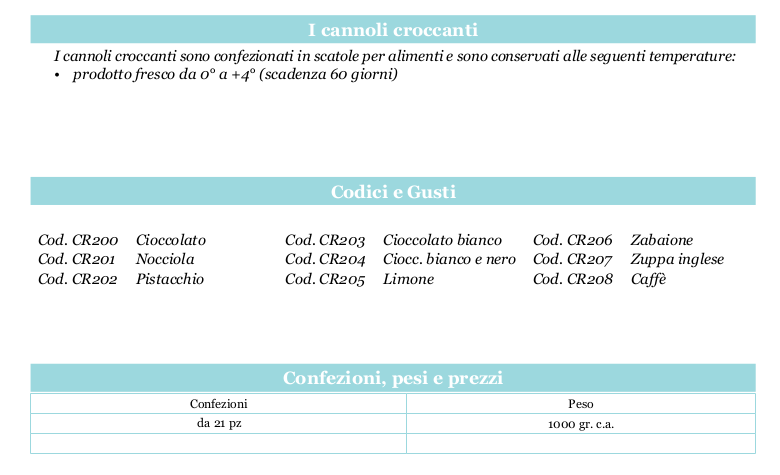 I cannoli croccanti
I cannoli croccanti sono confezionati in scatole per alimenti e sono conservati alle seguenti temperature:
• prodotto fresco da 0° a +4° (scadenza 60 giorni)
Codici e Gusti
Cod. CR200 Cioccolato Cod. CR203 Cioccolato bianco Cod. CR206 Zabaione
Cod. CR201 Nocciola Cod. CR204 Ciocc. bianco e nero Cod. CR207 Zuppa inglese
Cod. CR202 Pistacchio Cod. CR205 Limone Cod. CR208 Caffè
Confezioni, pesi e prezzi
Confezioni Peso
da 21 pz 1000 gr. c.a.